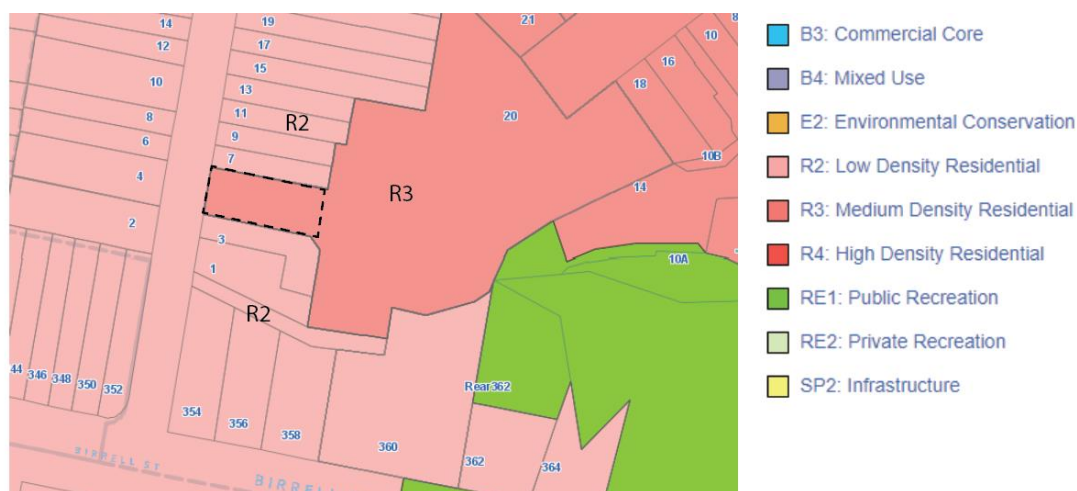 14
19
21
12
17
10
8
10
15
16
13
18
8
11
R2
20
6
9
4
7
10B
R3
14
2
3
10A
1
R2
44
346
348
350
352
Rear362
354
356
358
360
362
364
BIRRELL ST
BIRRELL
B3: Commercial Core
B4: Mixed Use
E2: Environmental Conservation
R2: Low Density Residential
R3: Medium Density Residential
R4: High Density Residential
RE1: Public Recreation
RE2: Private Recreation
SP2: Infrastructure